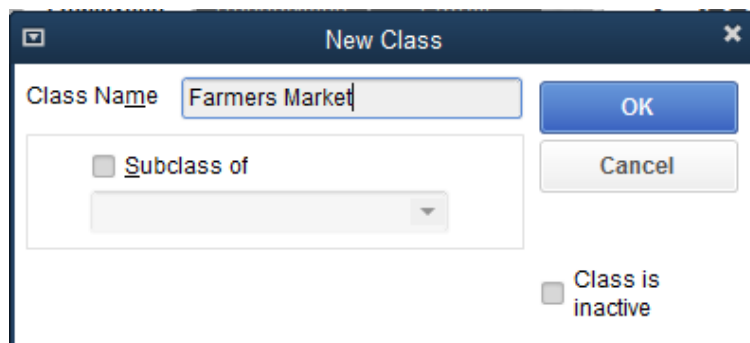 New Class
Class Name Farmers Market
OK
Subclass of
Cancel
Class is
inactive